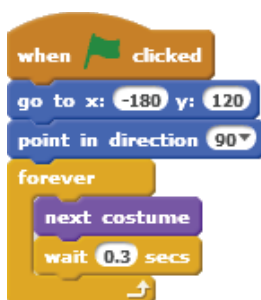 when clicked
go to x: -180 y: 120
point in direction 90
forever
next costume
wait 0.3 secs